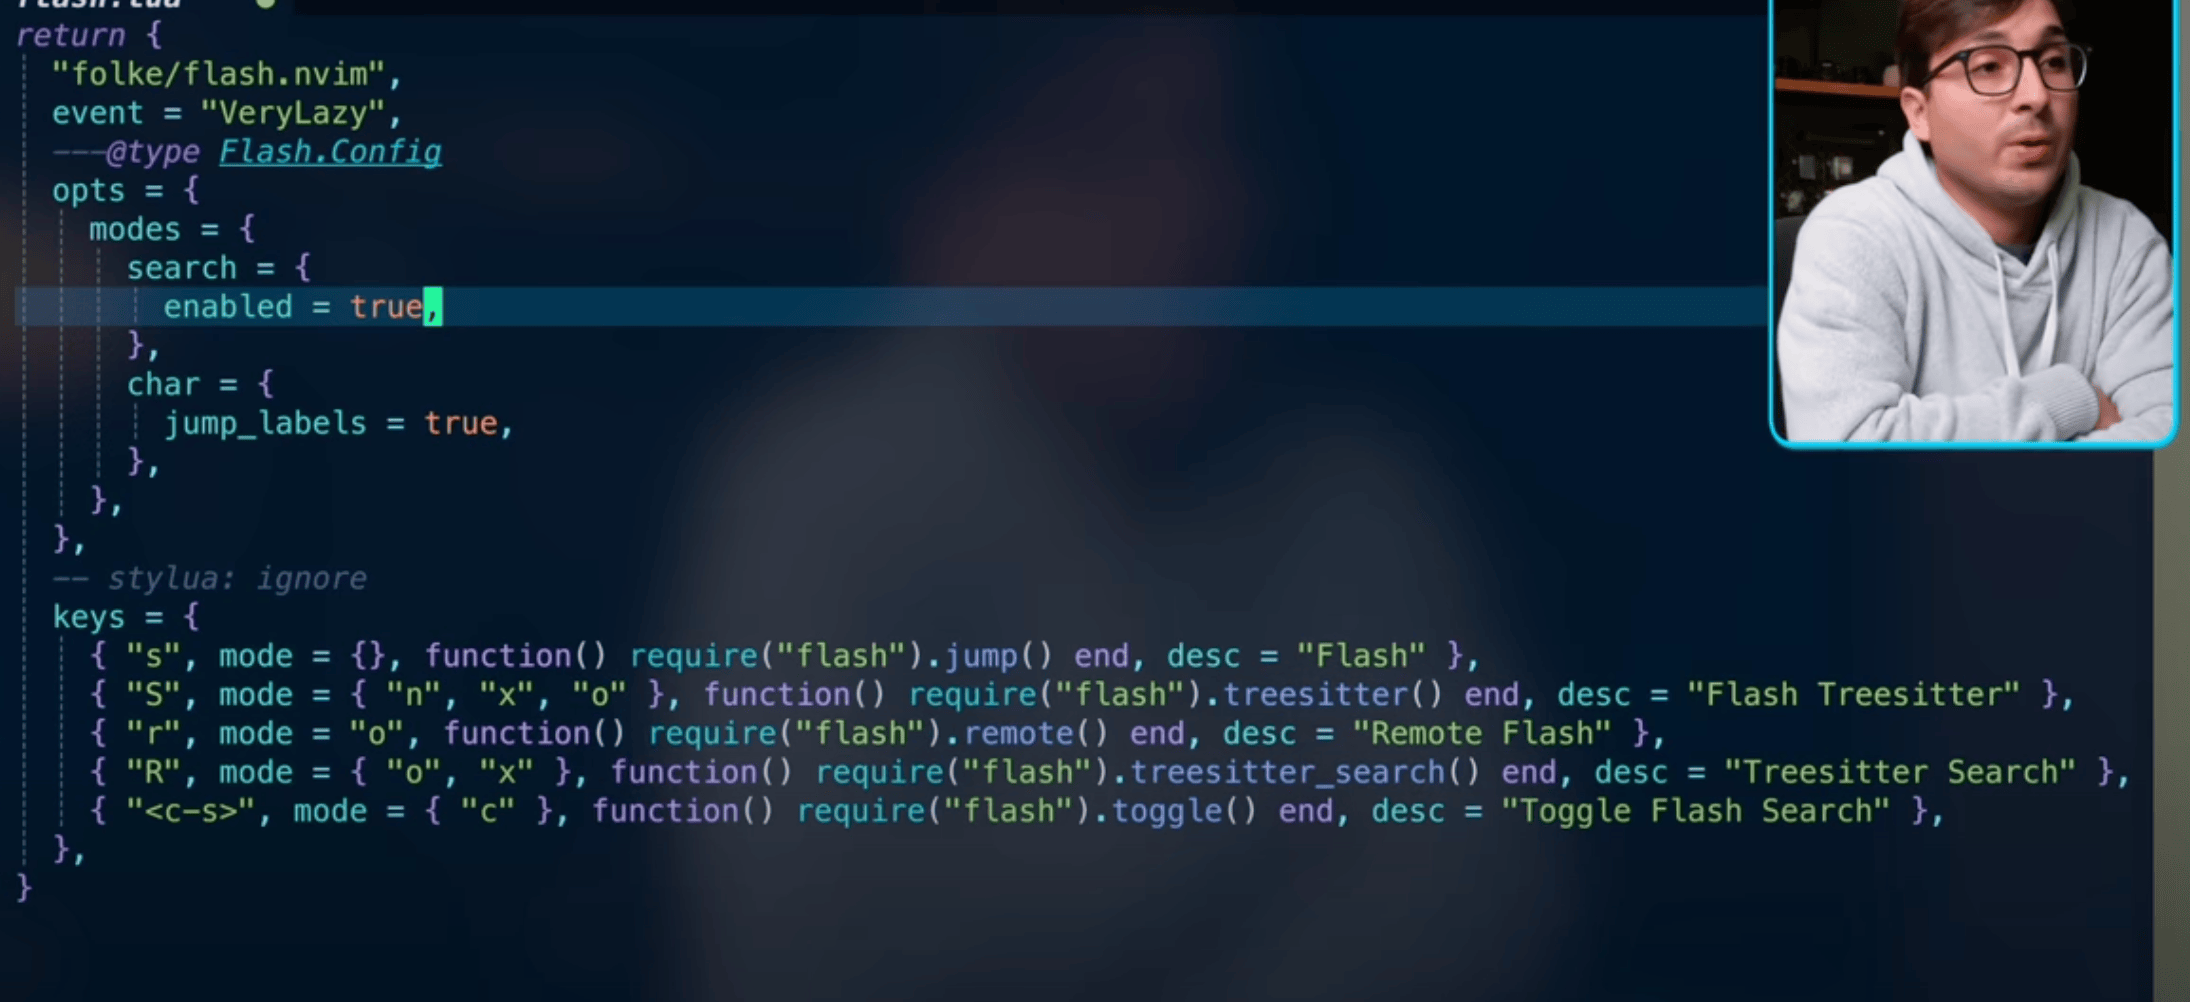 flash.lua
return {
"folke/flash.nvim",
event = "VeryLazy",
---@type Flash.Config
opts = {
modes = {
search = {
enabled = true,
},
char = {
jump_labels = true,
},
},
},
-- stylua: ignore
keys = {
{ "s", mode = {}, function() require("flash").jump() end, desc = "Flash" },
{ "S", mode = { "n", "x", "o" }, function() require("flash").treesitter() end, desc = "Flash Treesitter" },
{ "r", mode = "o", function() require("flash").remote() end, desc = "Remote Flash" },
{ "R", mode = { "o", "x" }, function() require("flash").treesitter_search() end, desc = "Treesitter Search" },
{ "<c-s>", mode = { "c" }, function() require("flash").toggle() end, desc = "Toggle Flash Search" },
},
}